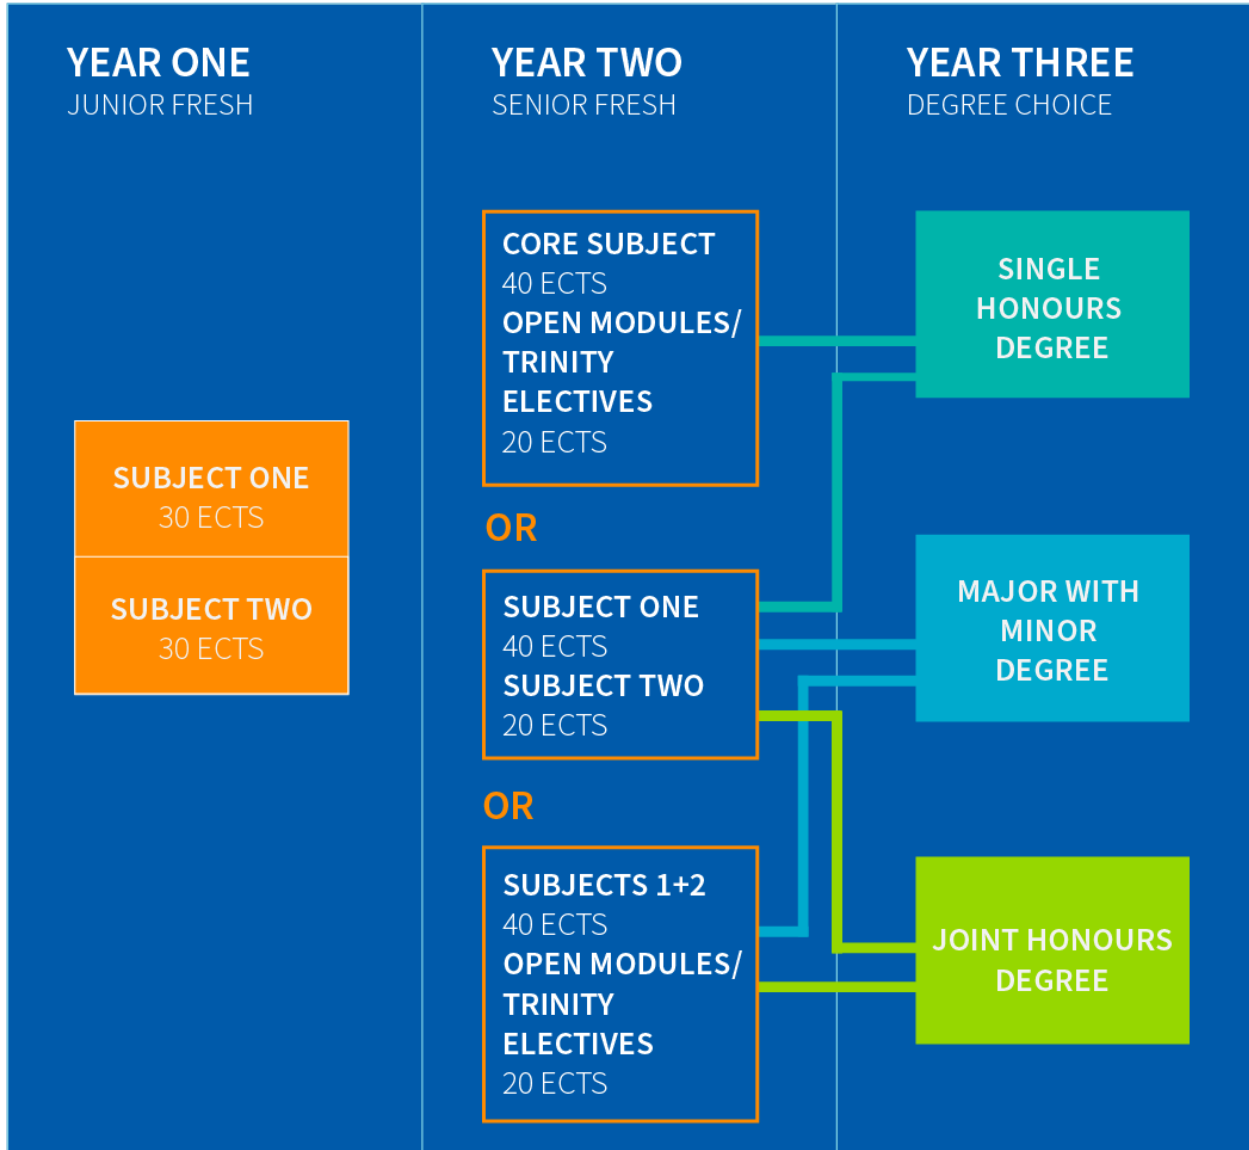 YEAR ONE
JUNIOR FRESH
SUBJECT ONE
30 ECTS
SUBJECT TWO
30 ECTS
YEAR TWO
SENIOR FRESH
CORE SUBJECT
40 ECTS
OPEN MODULES/
TRINITY
ELECTIVES
20 ECTS
OR
SUBJECT ONE
40 ECTS
SUBJECT TWO
20 ECTS
OR
SUBJECTS 1+2
40 ECTS
OPEN MODULES/
TRINITY
ELECTIVES
20 ECTS
YEAR THREE
DEGREE CHOICE
SINGLE
HONOURS
DEGREE
MAJOR WITH
MINOR
DEGREE
JOINT HONOURS
DEGREE